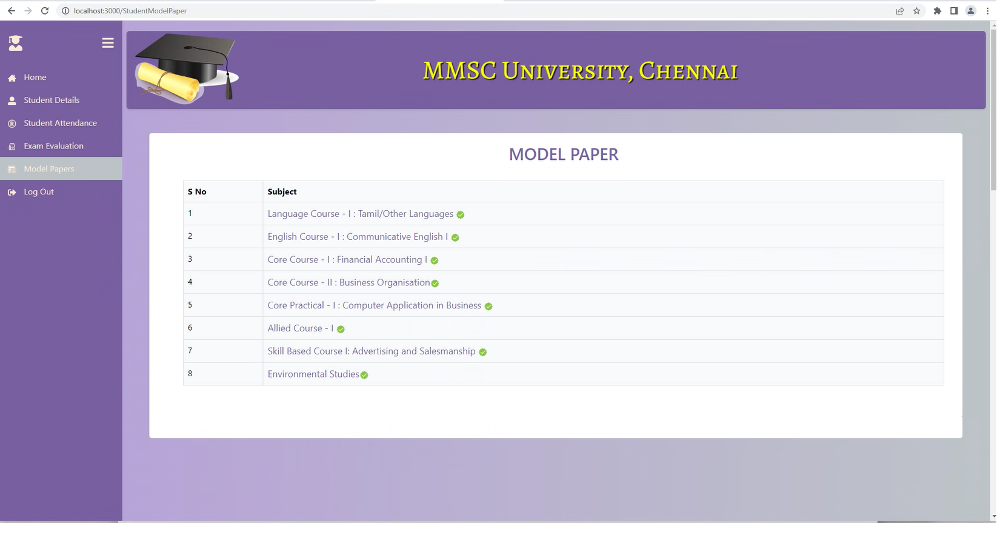 localhost:3000/StudentModelPaper
Home
Student Details
Student Attendance
Exam Evaluation
Model Papers
Log Out
MMSC University, Chennai
MODEL PAPER
S No Subject
1 Language Course - I : Tamil/Other Languages
2 English Course - I : Communicative English I
3 Core Course - I : Financial Accounting I
4 Core Course - II : Business Organisation
5 Core Practical - I : Computer Application in Business
6 Allied Course - I
7 Skill Based Course I: Advertising and Salesmanship
8 Environmental Studies